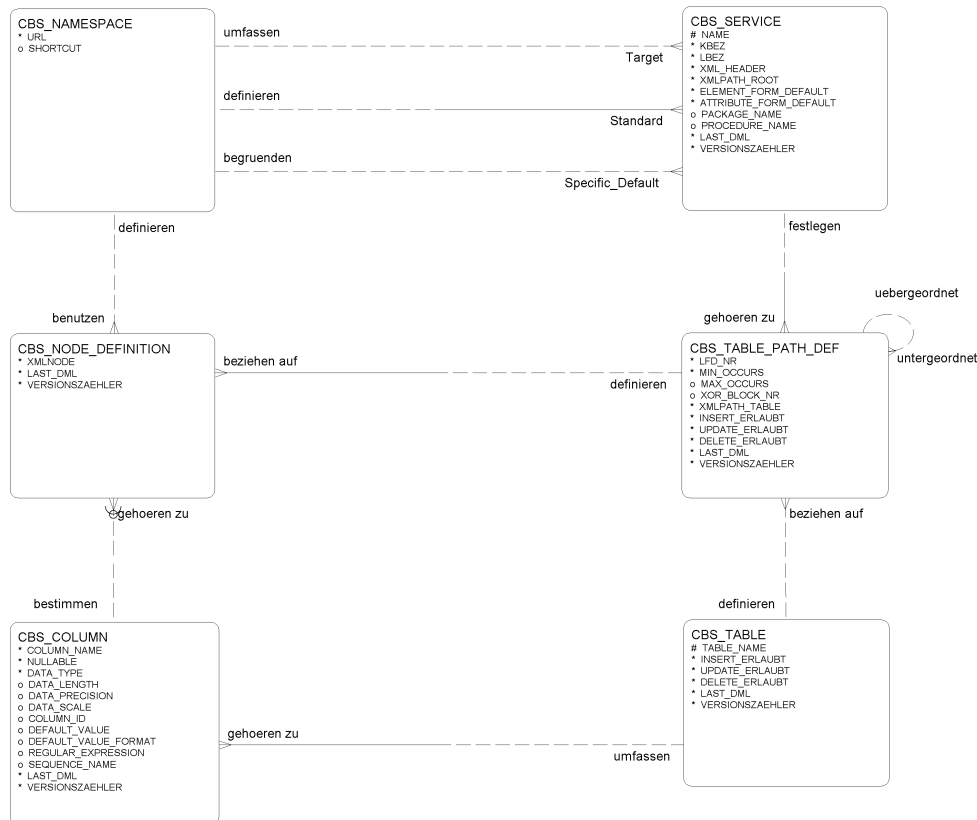 CBS_NAMESPACE
* URL
o SHORTCUT
umfassen
Target
definieren
Standard
begruenden
Specific_Default
CBS_SERVICE
# NAME
* KBEZ
* LBEZ
* XML_HEADER
* XMLPATH_ROOT
* ELEMENT_FORM_DEFAULT
* ATTRIBUTE_FORM_DEFAULT
o PACKAGE_NAME
o PROCEDURE_NAME
* LAST_DML
* VERSIONSZAEHLER
definieren
benutzen
festlegen
gehoeren zu
uebergeordnet
untergeordnet
CBS_NODE_DEFINITION
* XMLNODE
* LAST_DML
* VERSIONSZAEHLER
beziehen auf
definieren
CBS_TABLE_PATH_DEF
* LFD_NR
* MIN_OCCURS
o MAX_OCCURS
o XOR_BLOCK_NR
* XMLPATH_TABLE
* INSERT_ERLAUBT
* UPDATE_ERLAUBT
* DELETE_ERLAUBT
* LAST_DML
* VERSIONSZAEHLER
gehoeren zu
bestimmen
beziehen auf
definieren
CBS_COLUMN
* COLUMN_NAME
* NULLABLE
* DATA_TYPE
o DATA_LENGTH
o DATA_PRECISION
o DATA_SCALE
o COLUMN_ID
o DEFAULT_VALUE
o DEFAULT_VALUE_FORMAT
o REGULAR_EXPRESSION
o SEQUENCE_NAME
* LAST_DML
* VERSIONSZAEHLER
gehoeren zu
umfassen
CBS_TABLE
# TABLE_NAME
* INSERT_ERLAUBT
* UPDATE_ERLAUBT
* DELETE_ERLAUBT
* LAST_DML
* VERSIONSZAEHLER